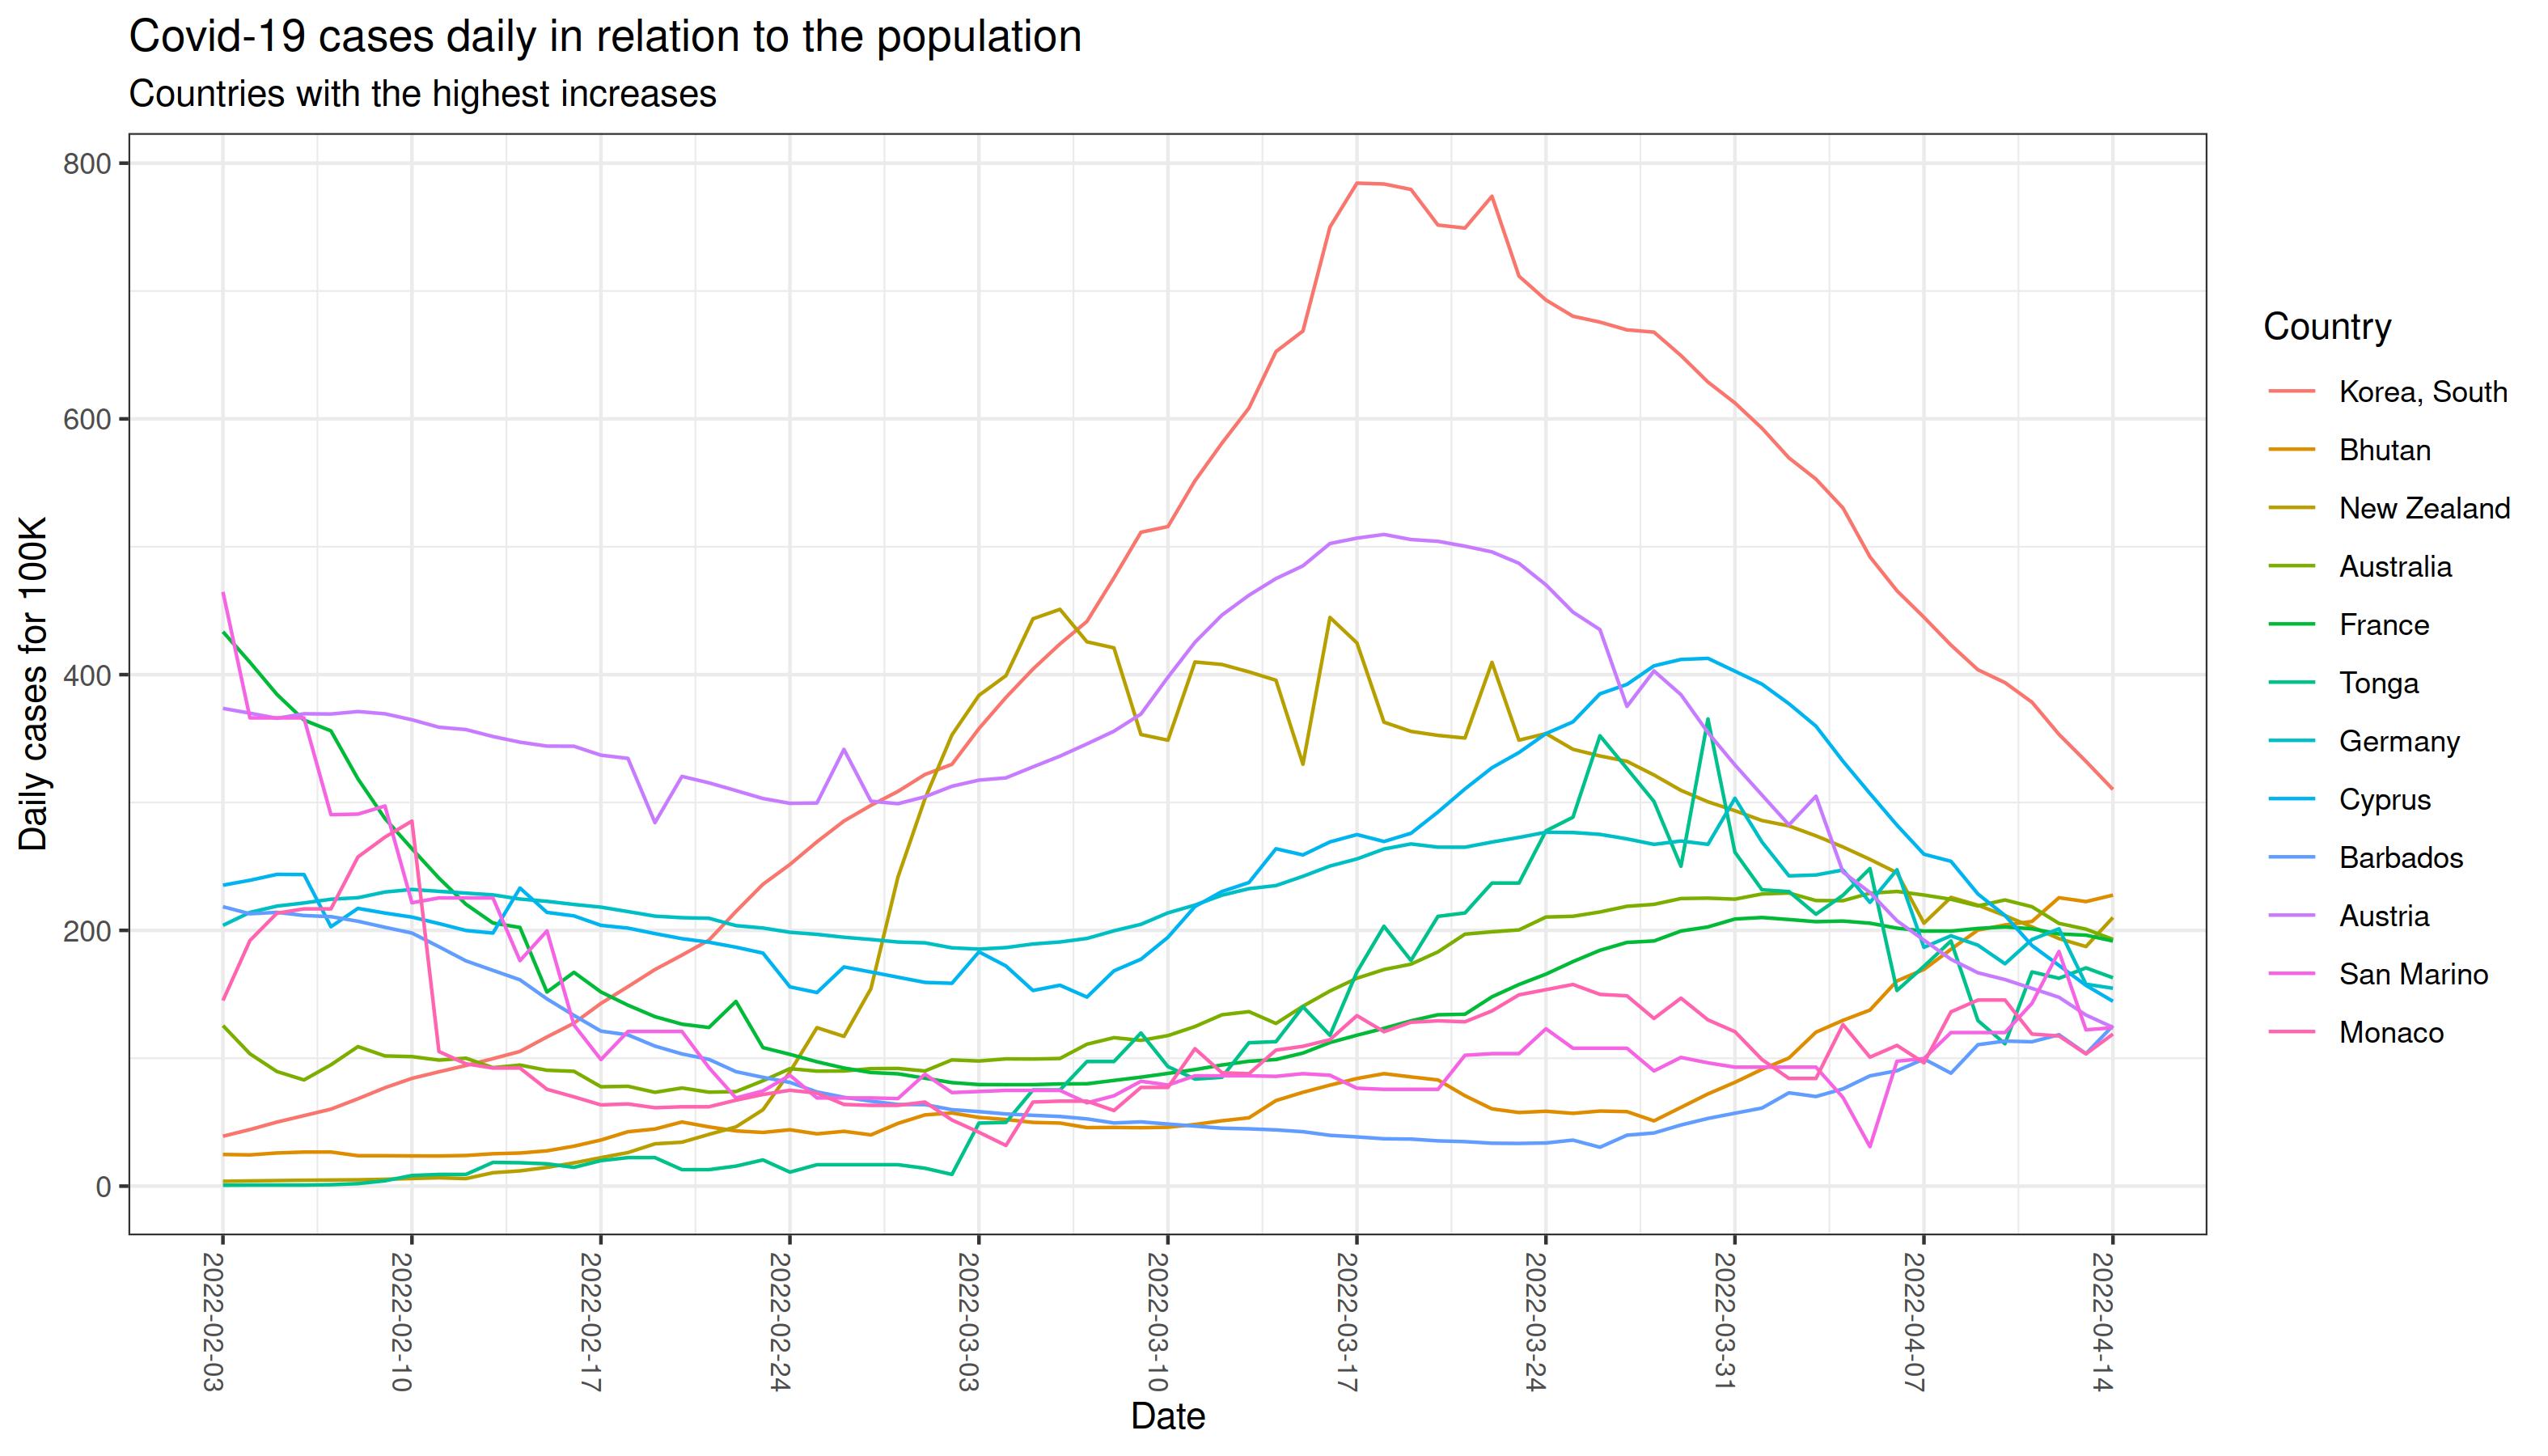 Covid-19 cases daily in relation to the population
Countries with the highest increases
Daily cases for 100K
800
600
400
200
0
2022-02-03
2022-02-10
2022-02-17
2022-02-24
2022-03-03
2022-03-10
2022-03-17
2022-03-24
2022-03-31
2022-04-07
2022-04-14
Date
Country
Korea, South
Bhutan
New Zealand
Australia
France
Tonga
Germany
Cyprus
Barbados
Austria
San Marino
Monaco